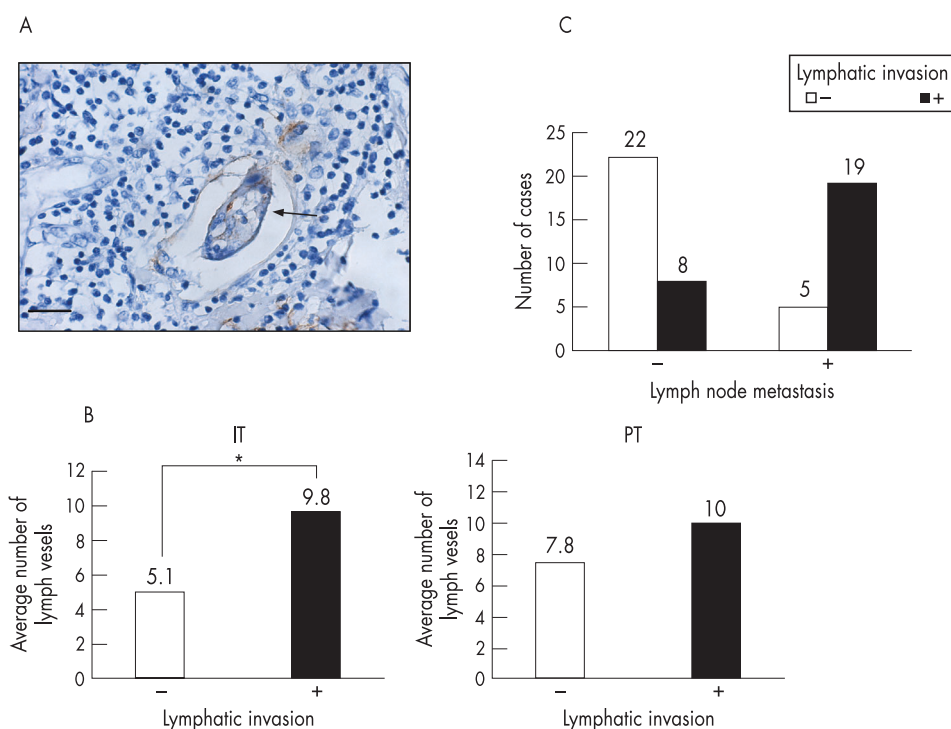 A
C
Lymphatic invasion
− +
25
20
15
10
5
0
Number of cases
22
8
5
19
− +
Lymph node metastasis
B
IT
*
12
10
8
6
4
2
0
Average number of
lymph vesels
5.1
9.8
− +
Lymphatic invasion
PT
14
12
10
8
6
4
2
0
Average number of
lymph vesels
7.8
10
− +
Lymphatic invasion